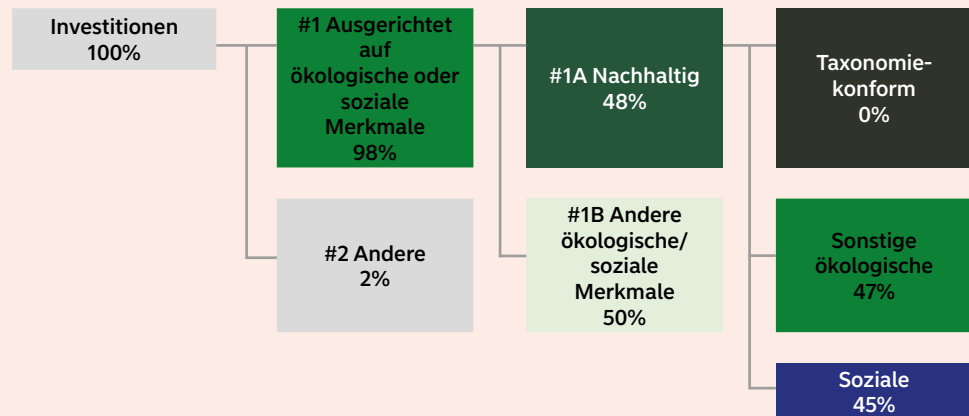 Investitionen
100%
#1 Ausgerichtet
auf
ökologische oder
soziale
Merkmale
98%
#1A Nachhaltig
48%
Taxonomie-
konform
0%
#2 Andere
2%
#1B Andere
ökologische/
soziale
Merkmale
50%
Sonstige
ökologische
47%
Soziale
45%